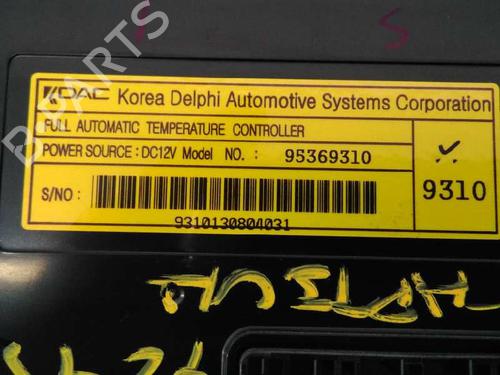 S
KDAC Korea Delphi Automotive Systems Corporation
FULL AUTOMATIC TEMPERATURE CONTROLLER
POWER SOURCE : DC12V Model NO. : 95369310
9310
S/NO :
9310130804031
B-PARTS